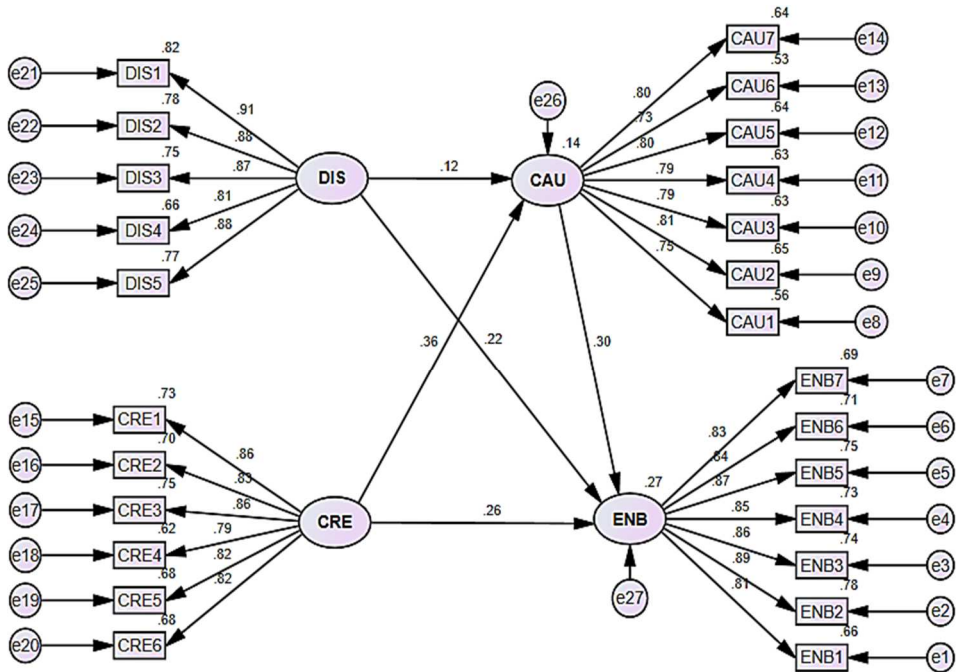 .82
e21 DIS1
.78
e22 DIS2
.75
e23 DIS3
.66
e24 DIS4
.77
e25 DIS5
.91
.88
.87
.81
.88
DIS
.12
.22
e26
.14
CAU
.80
.73
.80
.79
.79
.81
.75
.64
CAU7 e14
.53
CAU6 e13
.64
CAU5 e12
.63
CAU4 e11
.63
CAU3 e10
.65
CAU2 e9
.56
CAU1 e8
.36
.30
.73
e15 CRE1
.70
e16 CRE2
.75
e17 CRE3
.62
e18 CRE4
.68
e19 CRE5
.68
e20 CRE6
.86
.83
.86
.79
.82
.82
CRE
.26
.27
ENB
e27
.83
.84
.87
.85
.86
.89
.81
.69
ENB7 e7
.71
ENB6 e6
.75
ENB5 e5
.73
ENB4 e4
.74
ENB3 e3
.78
ENB2 e2
.66
ENB1 e1